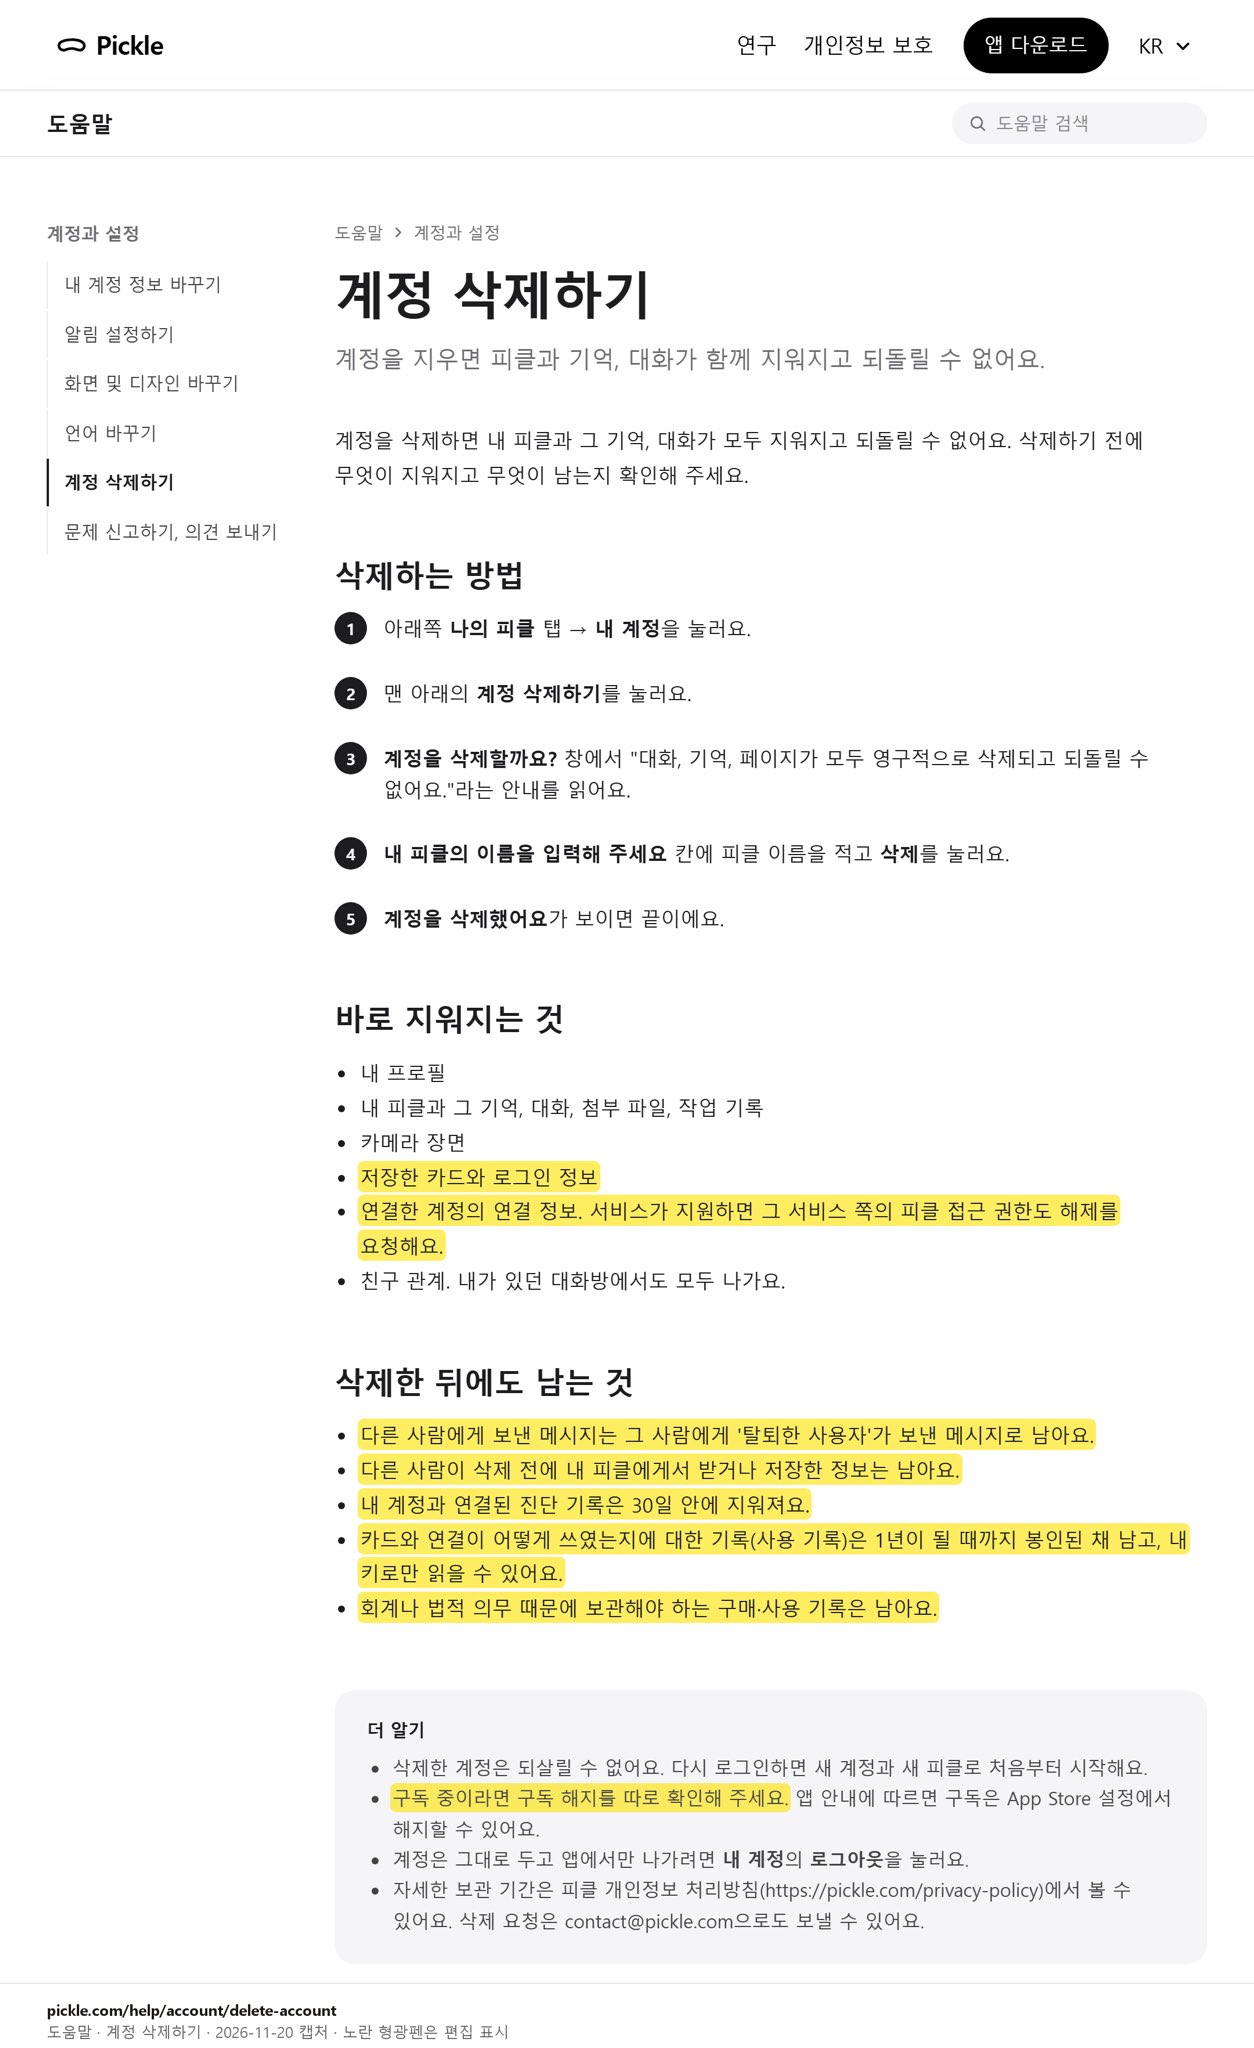 Pickle
연구 개인정보 보호 앱 다운로드 KR
도움말
도움말 검색
계정과 설정
내 계정 정보 바꾸기
알림 설정하기
화면 및 디자인 바꾸기
언어 바꾸기
계정 삭제하기
문제 신고하기, 의견 보내기
도움말 > 계정과 설정
계정 삭제하기
계정을 지우면 피클과 기억, 대화가 함께 지워지고 되돌릴 수 없어요.
계정을 삭제하면 내 피클과 그 기억, 대화가 모두 지워지고 되돌릴 수 없어요. 삭제하기 전에
무엇이 지워지고 무엇이 남는지 확인해 주세요.
삭제하는 방법
1 아래쪽 나의 피클 탭 → 내 계정을 눌러요.
2 맨 아래의 계정 삭제하기를 눌러요.
3 계정을 삭제할까요? 창에서 "대화, 기억, 페이지가 모두 영구적으로 삭제되고 되돌릴 수
없어요."라는 안내를 읽어요.
4 내 피클의 이름을 입력해 주세요 칸에 피클 이름을 적고 삭제를 눌러요.
5 계정을 삭제했어요가 보이면 끝이에요.
바로 지워지는 것
• 내 프로필
• 내 피클과 그 기억, 대화, 첨부 파일, 작업 기록
• 카메라 장면
• 저장한 카드와 로그인 정보
• 연결한 계정의 연결 정보. 서비스가 지원하면 그 서비스 쪽의 피클 접근 권한도 해제를
요청해요.
• 친구 관계. 내가 있던 대화방에서도 모두 나가요.
삭제한 뒤에도 남는 것
• 다른 사람에게 보낸 메시지는 그 사람에게 '탈퇴한 사용자'가 보낸 메시지로 남아요.
• 다른 사람이 삭제 전에 내 피클에게서 받거나 저장한 정보는 남아요.
• 내 계정과 연결된 진단 기록은 30일 안에 지워져요.
• 카드와 연결이 어떻게 쓰였는지에 대한 기록(사용 기록)은 1년이 될 때까지 봉인된 채 남고, 내
키로만 읽을 수 있어요.
• 회계나 법적 의무 때문에 보관해야 하는 구매·사용 기록은 남아요.
더 알기
• 삭제한 계정은 되살릴 수 없어요. 다시 로그인하면 새 계정과 새 피클로 처음부터 시작해요.
• 구독 중이라면 구독 해지를 따로 확인해 주세요. 앱 안내에 따르면 구독은 App Store 설정에서
해지할 수 있어요.
• 계정은 그대로 두고 앱에서만 나가려면 내 계정의 로그아웃을 눌러요.
• 자세한 보관 기간은 피클 개인정보 처리방침(https://pickle.com/privacy-policy)에서 볼 수
있어요. 삭제 요청은 contact@pickle.com으로도 보낼 수 있어요.
pickle.com/help/account/delete-account
도움말 · 계정 삭제하기 · 2026-11-20 캡처 · 노란 형광펜은 편집 표시